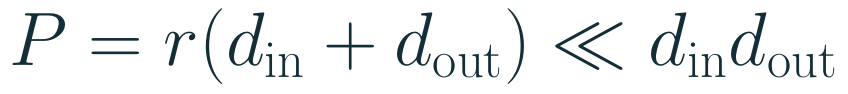 P = r(d_in + d_out) ≪ d_in d_out